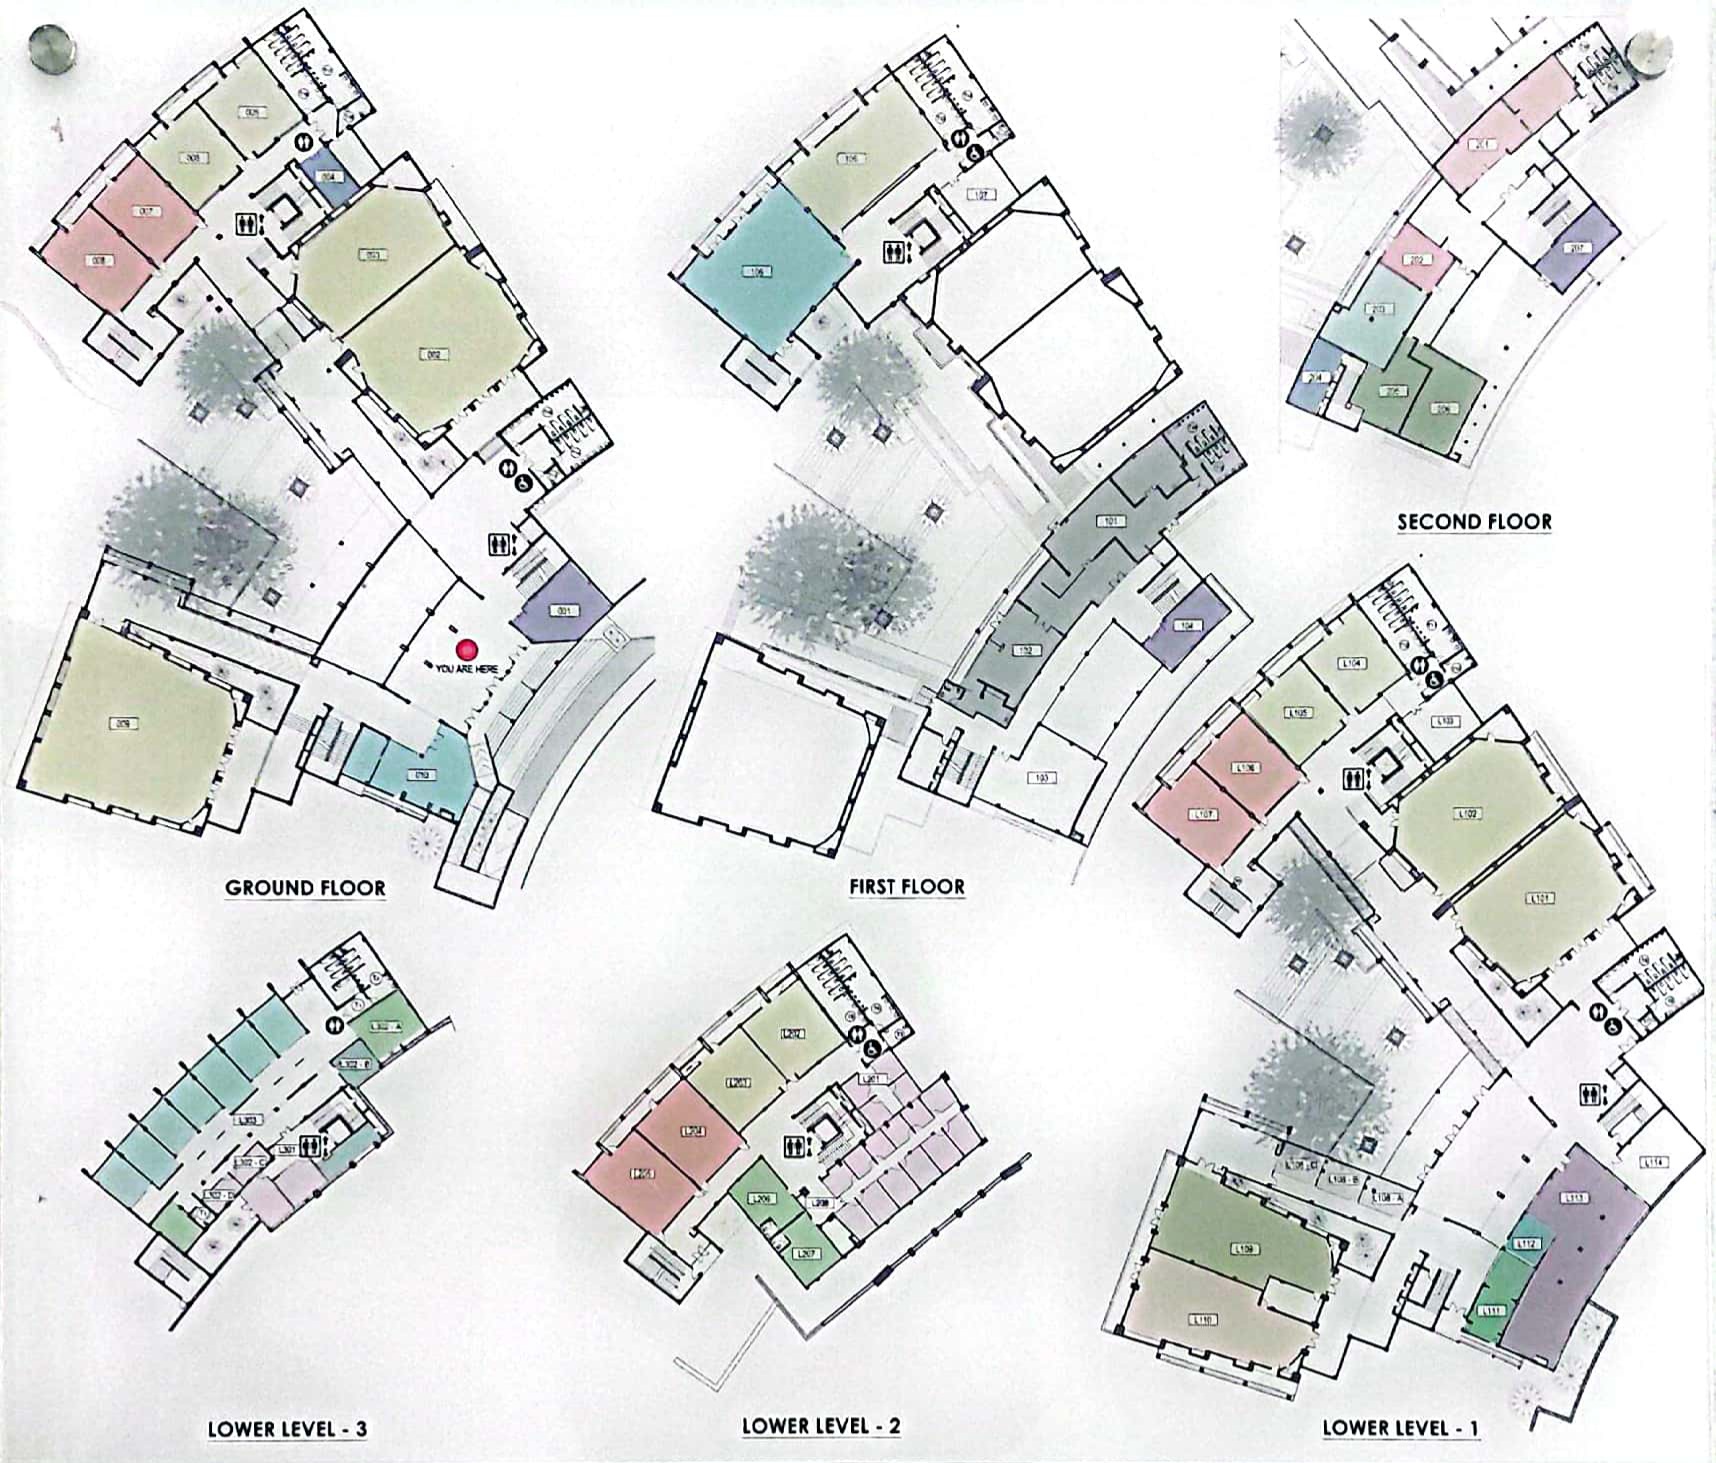 005
006
004
007
008
003
002
001
YOU ARE HERE
009
010
GROUND FLOOR
106
107
101
104
102
103
FIRST FLOOR
201
207
202
203
204
205
206
SECOND FLOOR
L302 - A
L302 - B
L303
L301
L302 - C
L302 - D
LOWER LEVEL - 3
L202
L203
L201
L204
L205
L206
L208
L207
LOWER LEVEL - 2
L104
L105
L103
L106
L107
L102
L101
L114
L108 - C
L108 - B
L108 - A
L113
L109
L112
L111
L110
LOWER LEVEL - 1